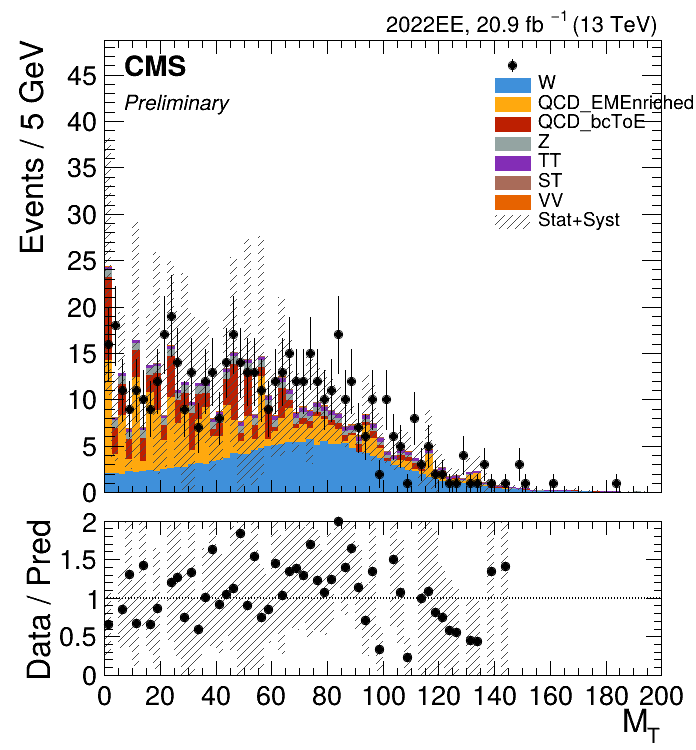 2022EE, 20.9 fb⁻¹ (13 TeV)
CMS
Preliminary
W
QCD_EMEnriched
QCD_bcToE
Z
TT
ST
VV
Stat+Syst
Events / 5 GeV
45
40
35
30
25
20
15
10
5
0
Data / Pred
2
1.5
1
0.5
0
0 20 40 60 80 100 120 140 160 180 200
M_T